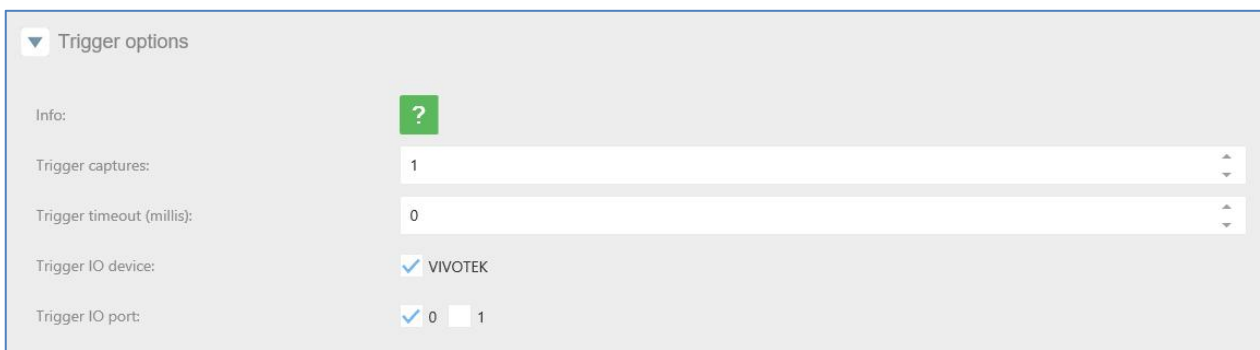 Trigger options
Info: ?
Trigger captures: 1
Trigger timeout (millis): 0
Trigger IO device: VIVOTEK
Trigger IO port: 0 1